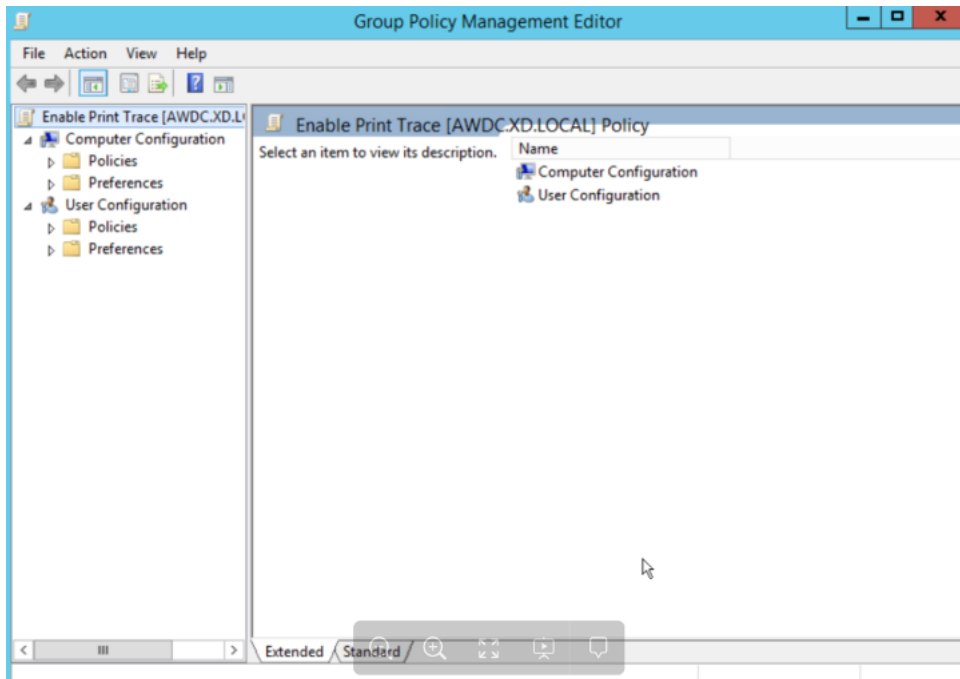 Group Policy Management Editor
File Action View Help
Enable Print Trace [AWDC.XD.L
Computer Configuration
Policies
Preferences
User Configuration
Policies
Preferences
Enable Print Trace [AWDC.XD.LOCAL] Policy
Select an item to view its description.
Name
Computer Configuration
User Configuration
Extended Standard